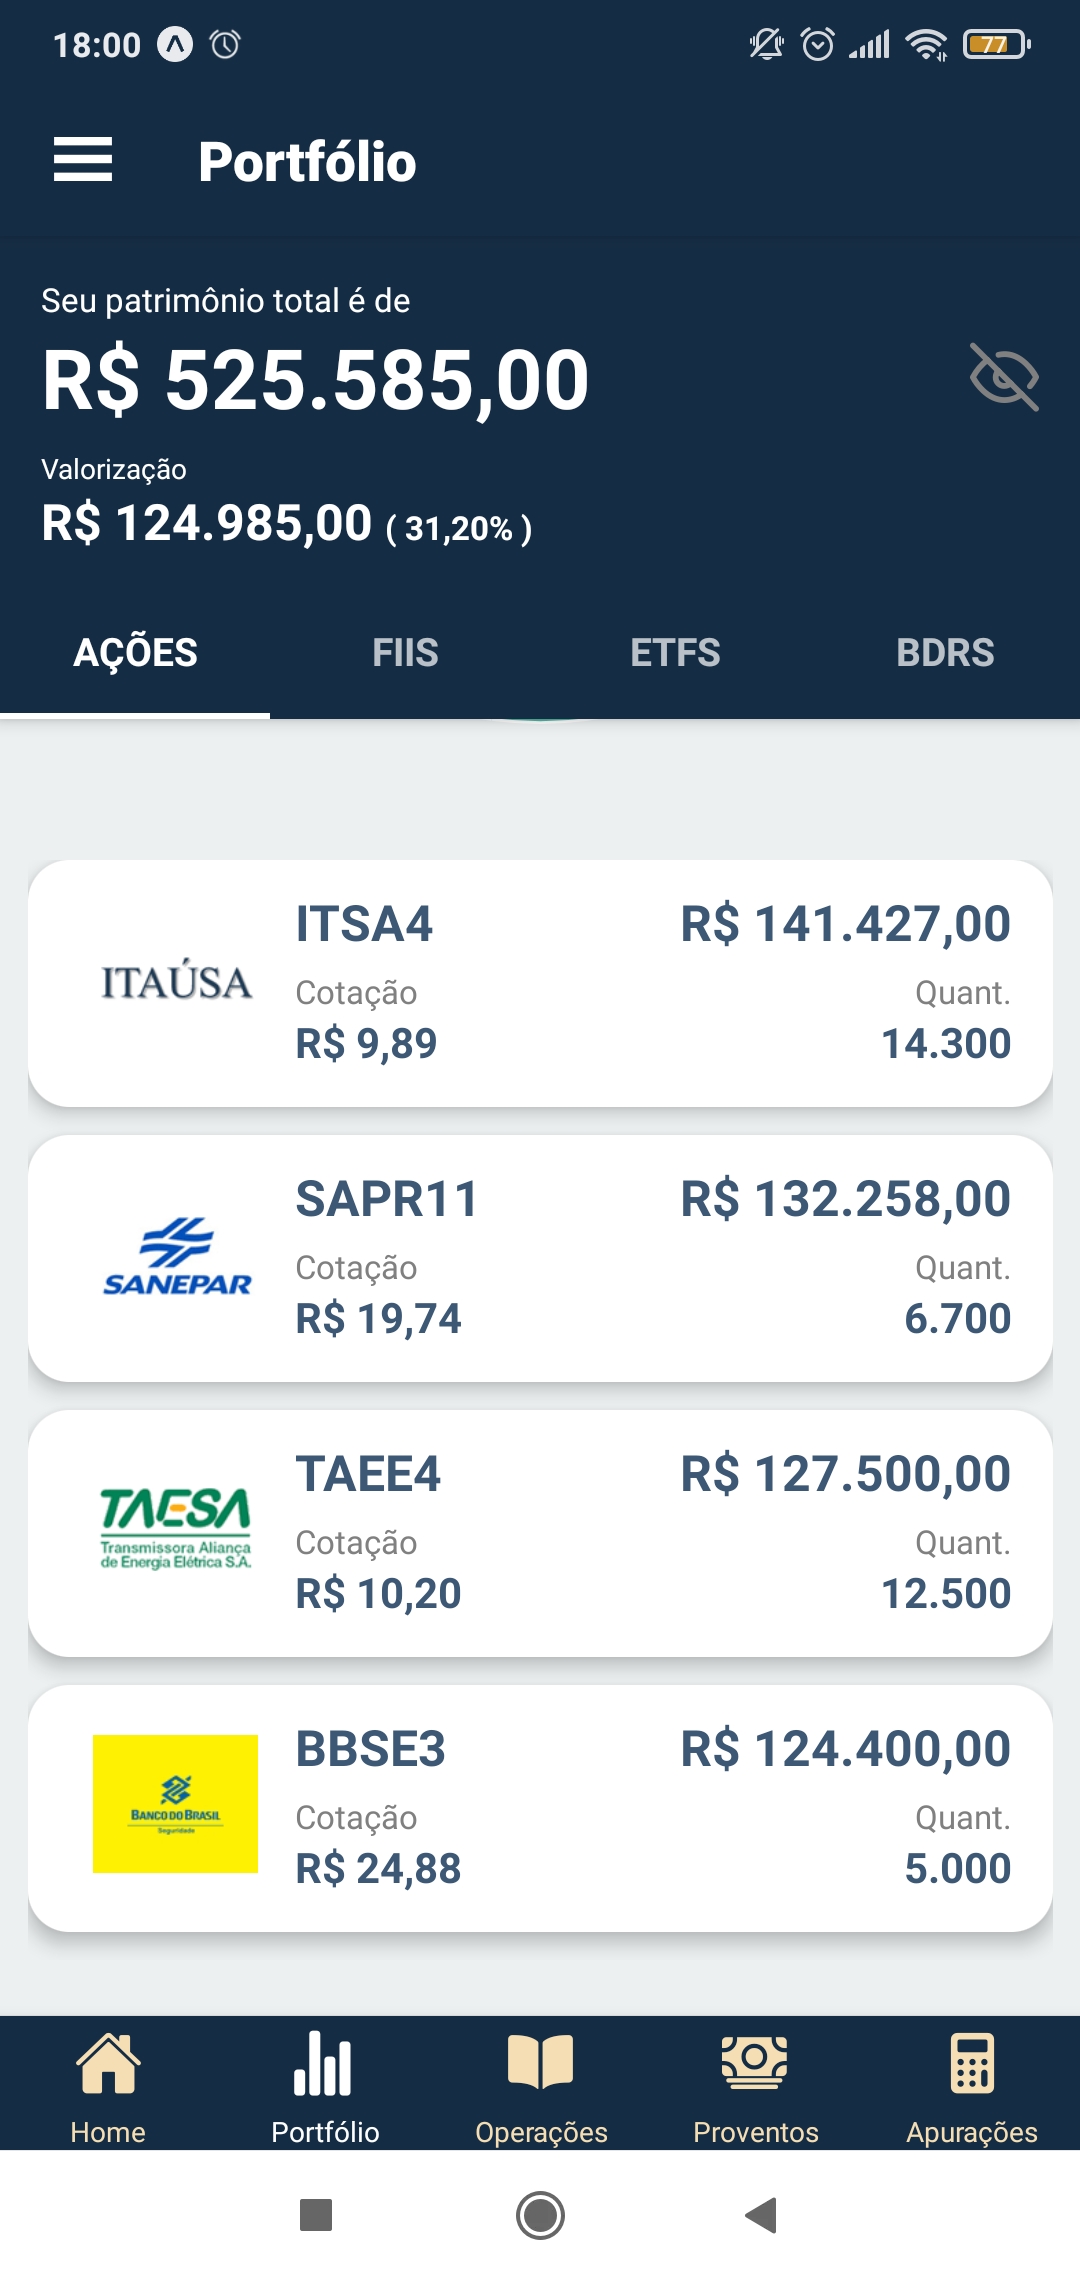 18:00
77
Portfólio
Seu patrimônio total é de
R$ 525.585,00
Valorização
R$ 124.985,00 ( 31,20% )
AÇÕES FIIS ETFS BDRS
ITAÚSA
ITSA4 R$ 141.427,00
Cotação Quant.
R$ 9,89 14.300
SANEPAR
SAPR11 R$ 132.258,00
Cotação Quant.
R$ 19,74 6.700
TAESA
Transmissora Aliança
de Energia Elétrica S.A.
TAEE4 R$ 127.500,00
Cotação Quant.
R$ 10,20 12.500
BANCO DO BRASIL
Seguridade
BBSE3 R$ 124.400,00
Cotação Quant.
R$ 24,88 5.000
Home Portfólio Operações Proventos Apurações